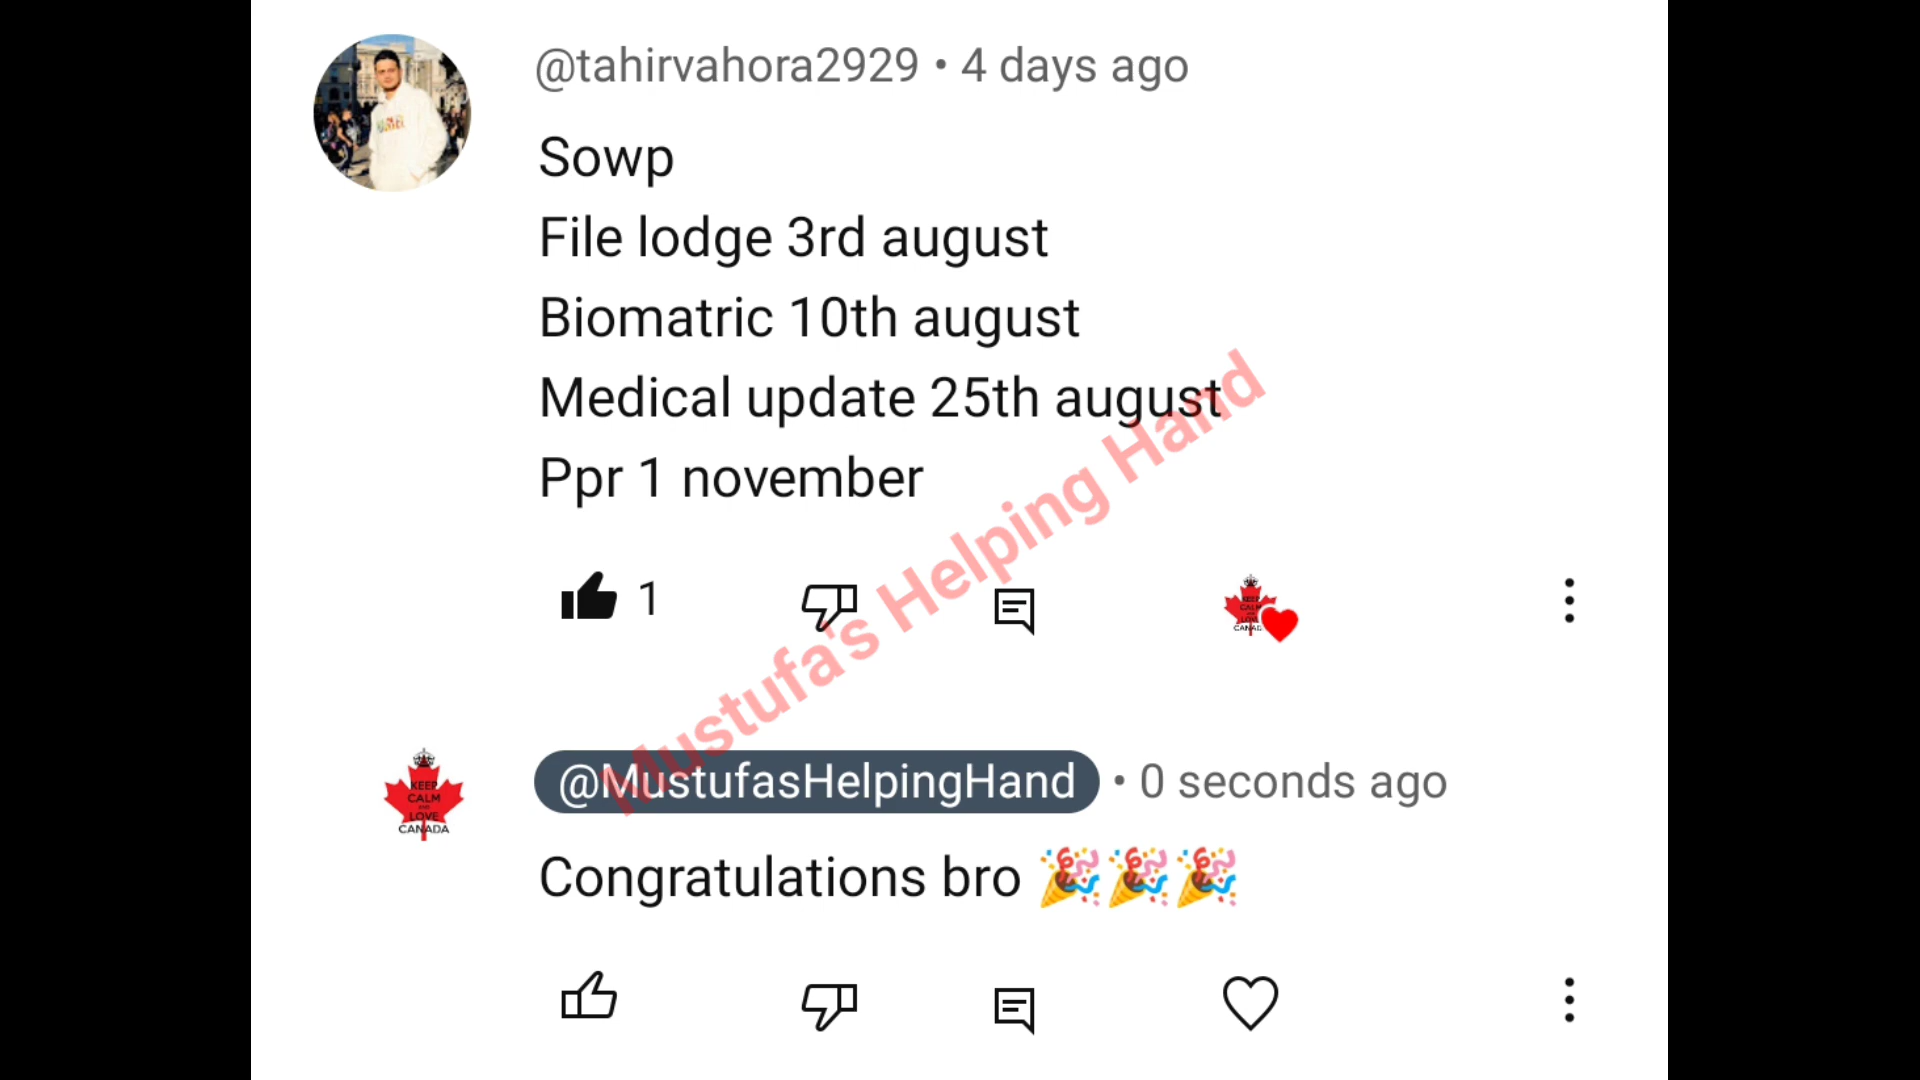 @tahirvahora2929 • 4 days ago
Sowp
File lodge 3rd august
Biomatric 10th august
Medical update 25th august
Ppr 1 november
1
Mustufa's Helping Hand
KEEP
CALM
AND
LOVE
CANADA
@MustufasHelpingHand • 0 seconds ago
Congratulations bro 🎉🎉🎉